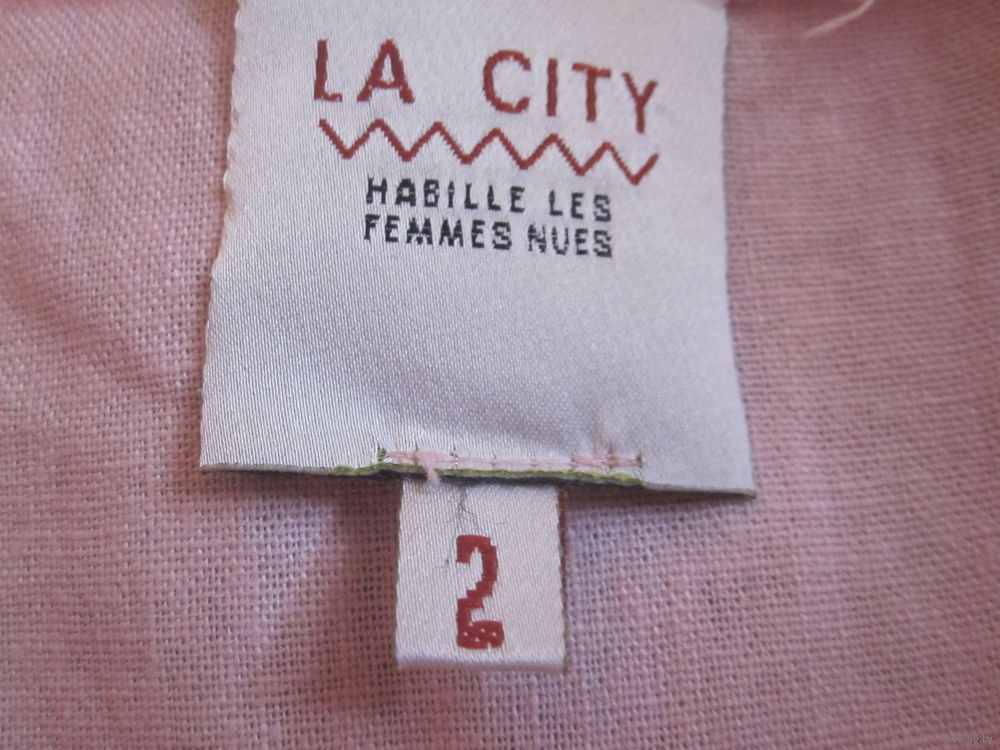 LA CITY
HABILLE LES
FEMMES NUES
2